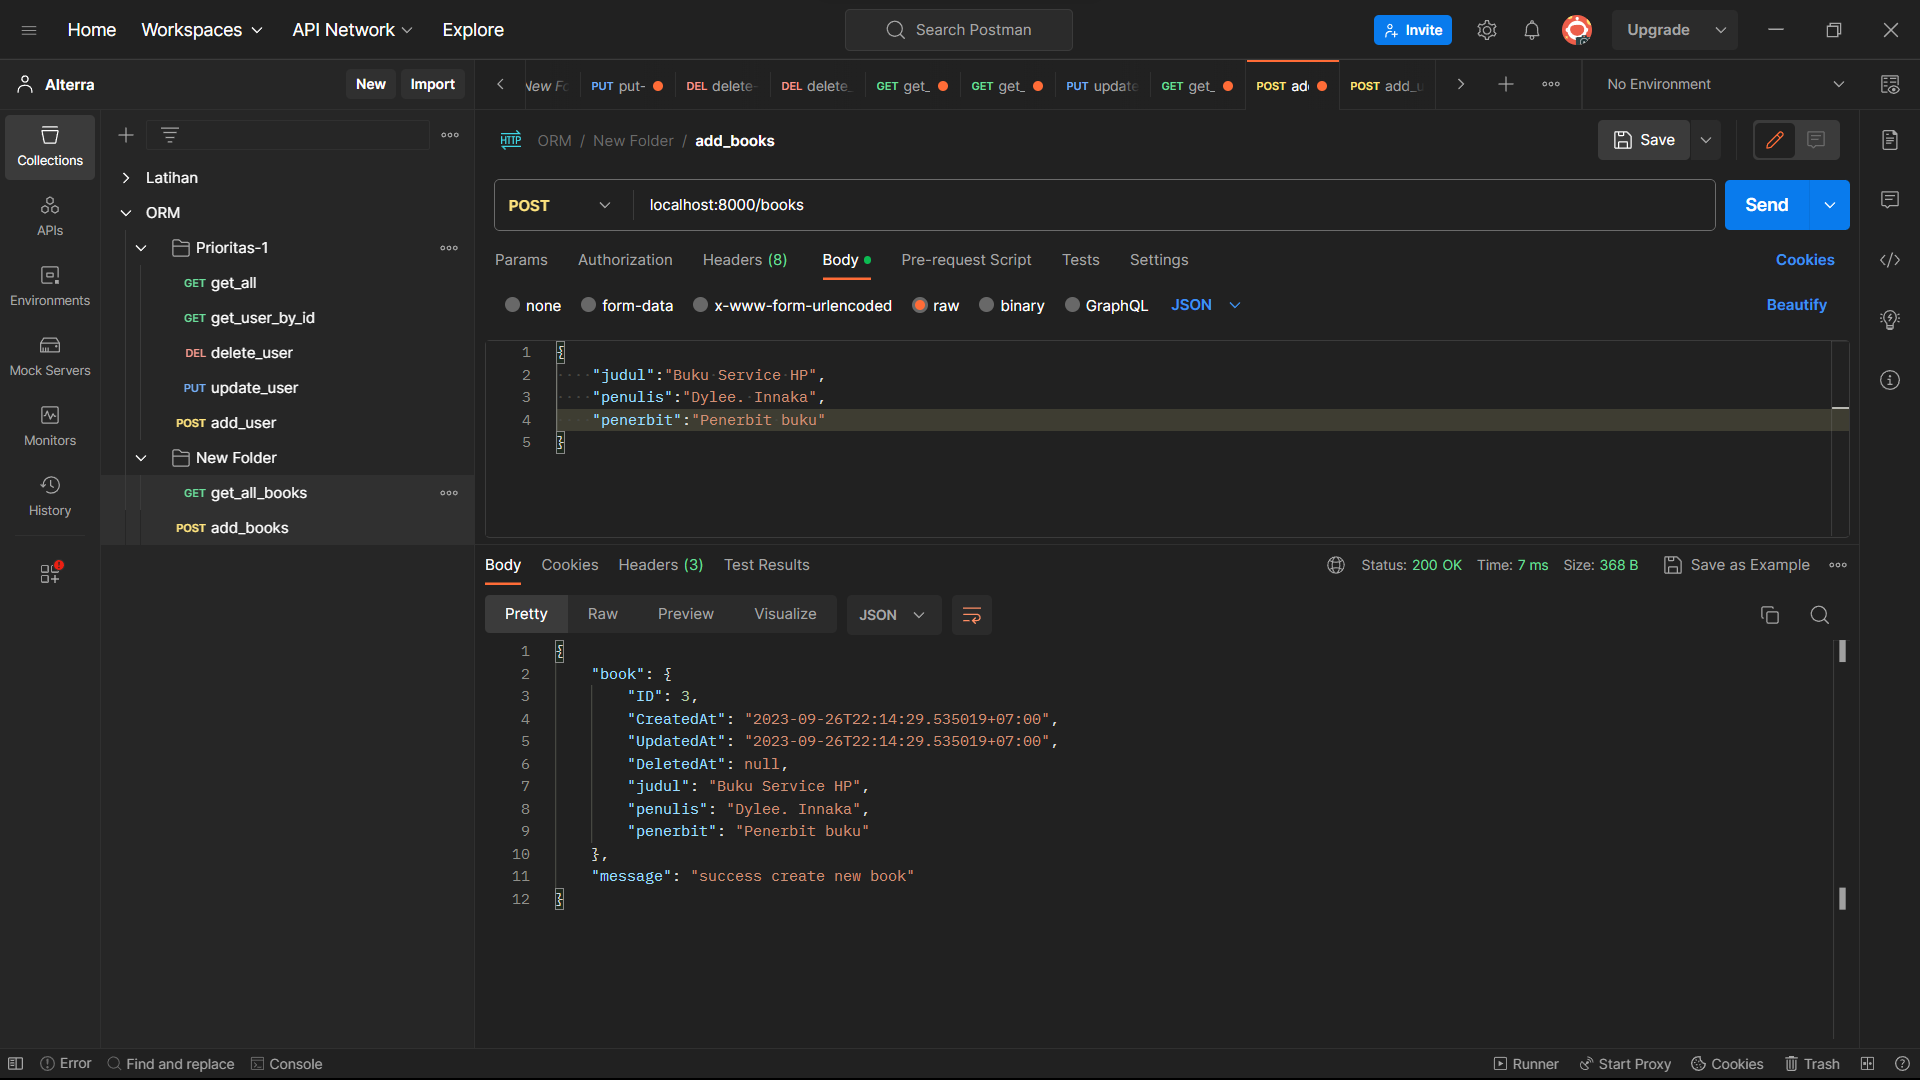 Home Workspaces API Network Explore Search Postman Invite Upgrade
Alterra New Import
New Fo PUT put- DEL delete- DEL delete_ GET get_ GET get_ PUT update GET get_ POST add POST add_u No Environment
Collections
APIs
Environments
Mock Servers
Monitors
History
Latihan
ORM
Prioritas-1
GET get_all
GET get_user_by_id
DEL delete_user
PUT update_user
POST add_user
New Folder
GET get_all_books
POST add_books
HTTP ORM / New Folder / add_books Save
POST localhost:8000/books Send
Params Authorization Headers (8) Body Pre-request Script Tests Settings Cookies
none form-data x-www-form-urlencoded raw binary GraphQL JSON Beautify
1 {
2 "judul":"Buku Service HP",
3 "penulis":"Dylee. Innaka",
4 "penerbit":"Penerbit buku"
5 }
Body Cookies Headers (3) Test Results Status: 200 OK Time: 7 ms Size: 368 B Save as Example
Pretty Raw Preview Visualize JSON
1 {
2 "book": {
3 "ID": 3,
4 "CreatedAt": "2023-09-26T22:14:29.535019+07:00",
5 "UpdatedAt": "2023-09-26T22:14:29.535019+07:00",
6 "DeletedAt": null,
7 "judul": "Buku Service HP",
8 "penulis": "Dylee. Innaka",
9 "penerbit": "Penerbit buku"
10 },
11 "message": "success create new book"
12 }
Error Find and replace Console Runner Start Proxy Cookies Trash